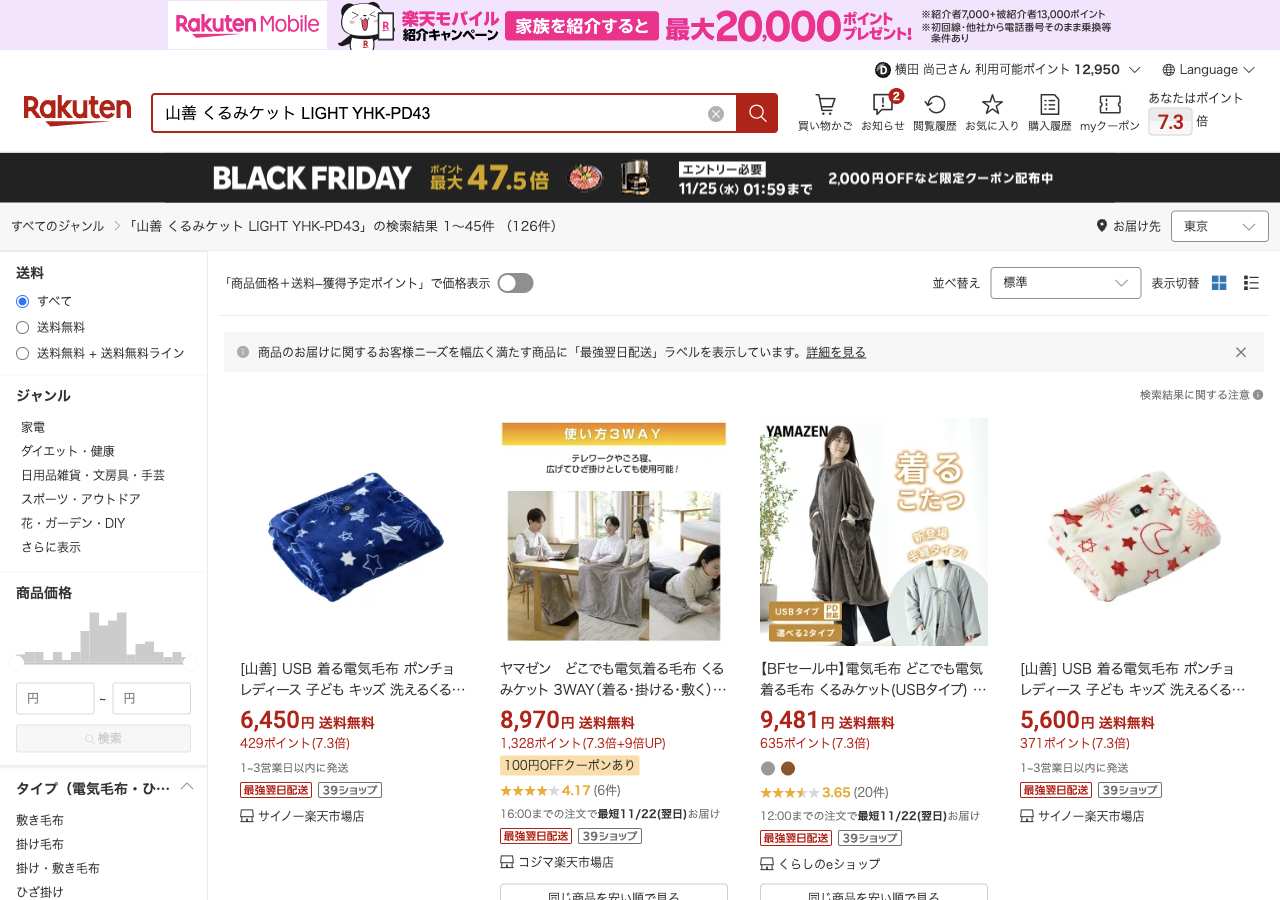 Rakuten Mobile
楽天モバイル
紹介キャンペーン
家族を紹介すると
最大20,000ポイントプレゼント!
※紹介者7,000+被紹介者13,000ポイント
※初回線・他社から電話番号そのまま乗換等
条件あり
横田 尚己さん 利用可能ポイント 12,950
Language
Rakuten
山善 くるみケット LIGHT YHK-PD43
買い物かご
2
お知らせ
閲覧履歴
お気に入り
購入履歴
myクーポン
あなたはポイント
7.3 倍
BLACK FRIDAY
ポイント最大47.5倍
エントリー必要
11/25(水) 01:59まで
2,000円OFFなど限定クーポン配布中
すべてのジャンル
「山善 くるみケット LIGHT YHK-PD43」の検索結果 1～45件 （126件）
お届け先
東京
送料
すべて
送料無料
送料無料 + 送料無料ライン
ジャンル
家電
ダイエット・健康
日用品雑貨・文房具・手芸
スポーツ・アウトドア
花・ガーデン・DIY
さらに表示
商品価格
円 ~ 円
検索
タイプ（電気毛布・ひ…
敷き毛布
掛け毛布
掛け・敷き毛布
ひざ掛け
「商品価格＋送料–獲得予定ポイント」で価格表示
並べ替え
標準
表示切替
商品のお届けに関するお客様ニーズを幅広く満たす商品に「最強翌日配送」ラベルを表示しています。詳細を見る
検索結果に関する注意
[山善] USB 着る電気毛布 ポンチョ
レディース 子ども キッズ 洗えるくる…
6,450円 送料無料
429ポイント(7.3倍)
1~3営業日以内に発送
最強翌日配送 39ショップ
サイノー楽天市場店
使い方3WAY
テレワークやごろ寝、
広げてひざ掛けとしても使用可能！
ヤマゼン　どこでも電気着る毛布 くる
みケット 3WAY（着る・掛ける・敷く）…
8,970円 送料無料
1,328ポイント(7.3倍+9倍UP)
100円OFFクーポンあり
4.17 (6件)
16:00までの注文で最短11/22(翌日)お届け
最強翌日配送 39ショップ
コジマ楽天市場店
同じ商品を安い順で見る
YAMAZEN
着る
こたつ
新登場
半纏タイプ!
USBタイプ PD対応
選べる2タイプ
【BFセール中】電気毛布 どこでも電気
着る毛布 くるみケット(USBタイプ) …
9,481円 送料無料
635ポイント(7.3倍)
3.65 (20件)
12:00までの注文で最短11/22(翌日)お届け
最強翌日配送 39ショップ
くらしのeショップ
同じ商品を安い順で見る
[山善] USB 着る電気毛布 ポンチョ
レディース 子ども キッズ 洗えるくる…
5,600円 送料無料
371ポイント(7.3倍)
1~3営業日以内に発送
最強翌日配送 39ショップ
サイノー楽天市場店